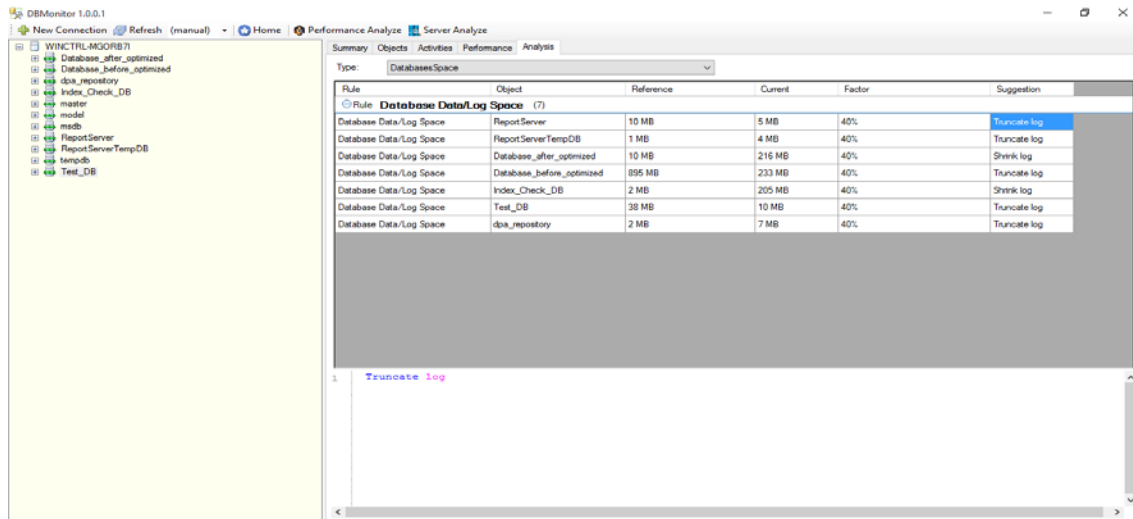 DBMonitor 1.0.0.1
New Connection Refresh (manual) Home Performance Analyze Server Analyze
WINCTRL-MGORB7I
Database_after_optimized
Database_before_optimized
dpa_repository
Index_Check_DB
master
model
msdb
ReportServer
ReportServerTempDB
tempdb
Test_DB
Summary Objects Activities Performance Analysis
Type: DatabasesSpace
Rule Object Reference Current Factor Suggestion
Rule Database Data/Log Space (7)
Database Data/Log Space ReportServer 10 MB 5 MB 40% Truncate log
Database Data/Log Space ReportServerTempDB 1 MB 4 MB 40% Truncate log
Database Data/Log Space Database_after_optimized 10 MB 216 MB 40% Shrink log
Database Data/Log Space Database_before_optimized 895 MB 233 MB 40% Truncate log
Database Data/Log Space Index_Check_DB 2 MB 205 MB 40% Shrink log
Database Data/Log Space Test_DB 38 MB 10 MB 40% Truncate log
Database Data/Log Space dpa_repository 2 MB 7 MB 40% Truncate log
1 Truncate log